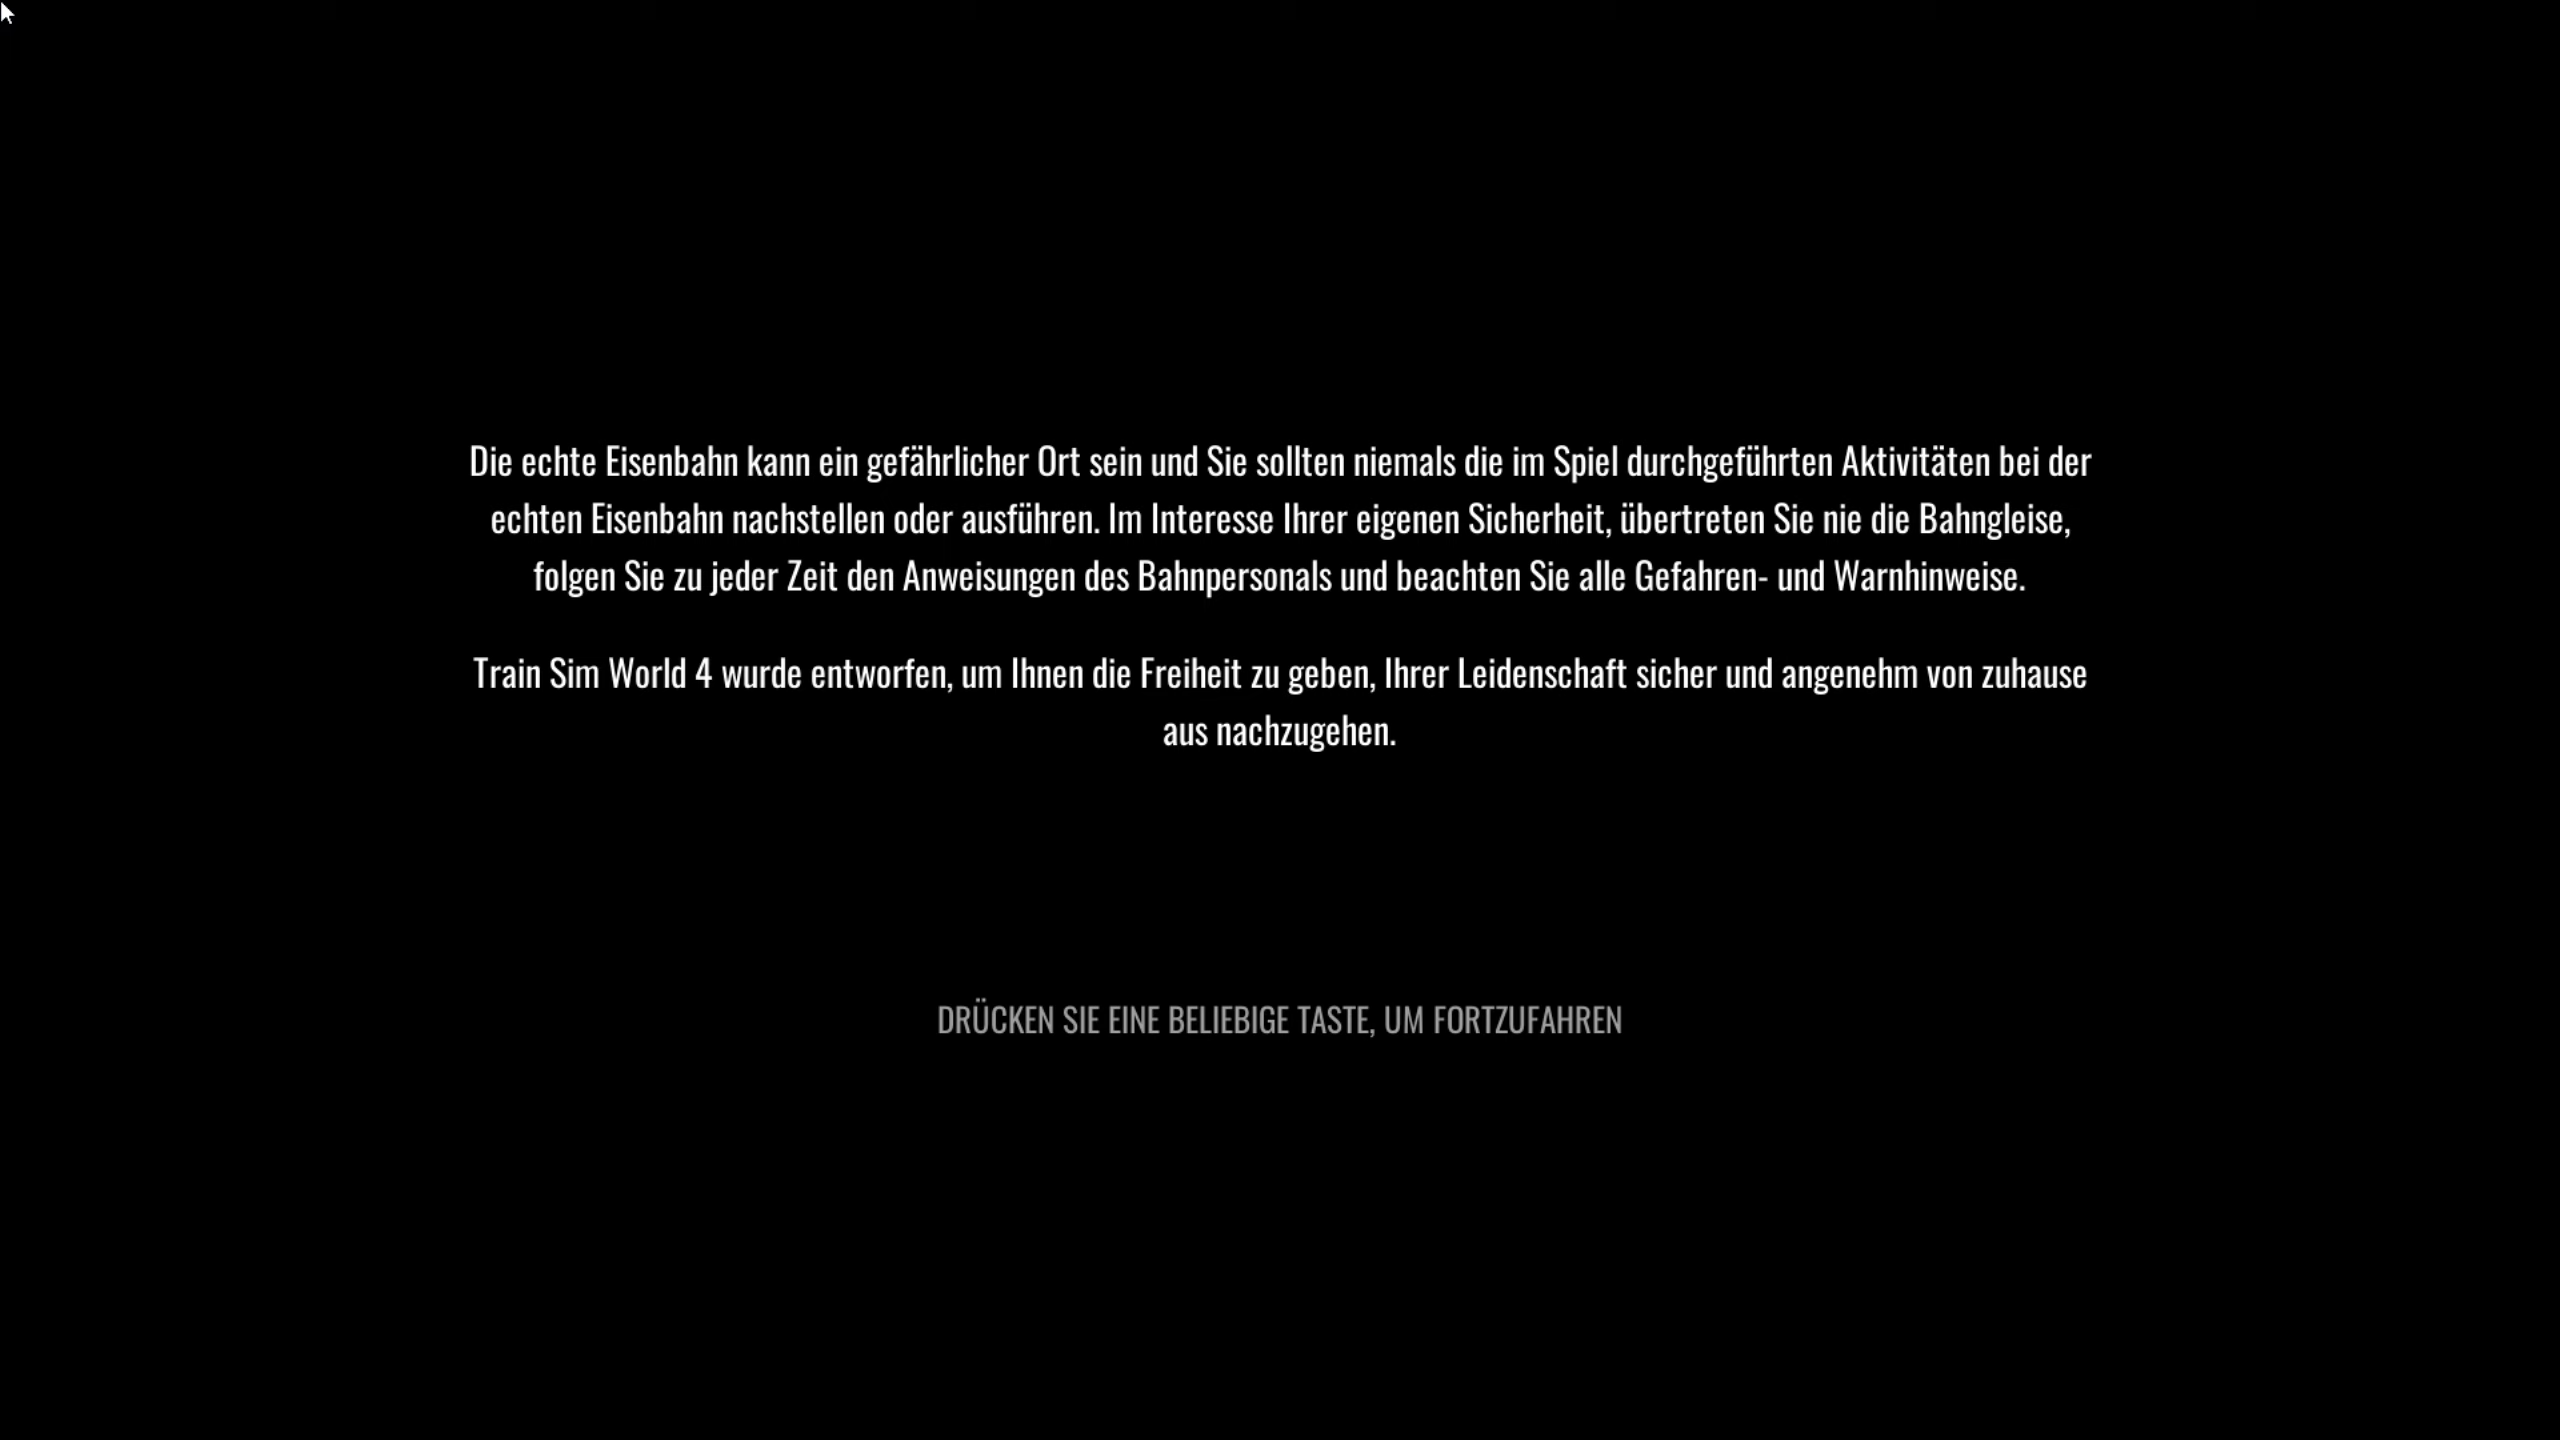 Die echte Eisenbahn kann ein gefährlicher Ort sein und Sie sollten niemals die im Spiel durchgeführten Aktivitäten bei der
echten Eisenbahn nachstellen oder ausführen. Im Interesse Ihrer eigenen Sicherheit, übertreten Sie nie die Bahngleise,
folgen Sie zu jeder Zeit den Anweisungen des Bahnpersonals und beachten Sie alle Gefahren- und Warnhinweise.
Train Sim World 4 wurde entworfen, um Ihnen die Freiheit zu geben, Ihrer Leidenschaft sicher und angenehm von zuhause
aus nachzugehen.
DRÜCKEN SIE EINE BELIEBIGE TASTE, UM FORTZUFAHREN